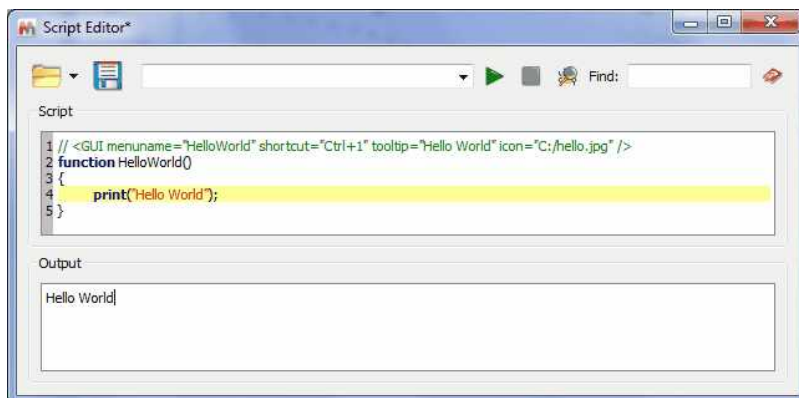 Script Editor*
Find:
Script
1 // <GUI menuname="HelloWorld" shortcut="Ctrl+1" tooltip="Hello World" icon="C:/hello.jpg" />
2 function HelloWorld()
3 {
4 print("Hello World");
5 }
Output
Hello World